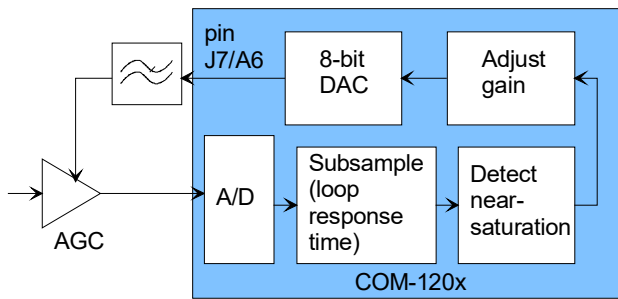 pin
J7/A6
8-bit
DAC
Adjust
gain
A/D
Subsample
(loop
response
time)
Detect
near-
saturation
AGC
COM-120x